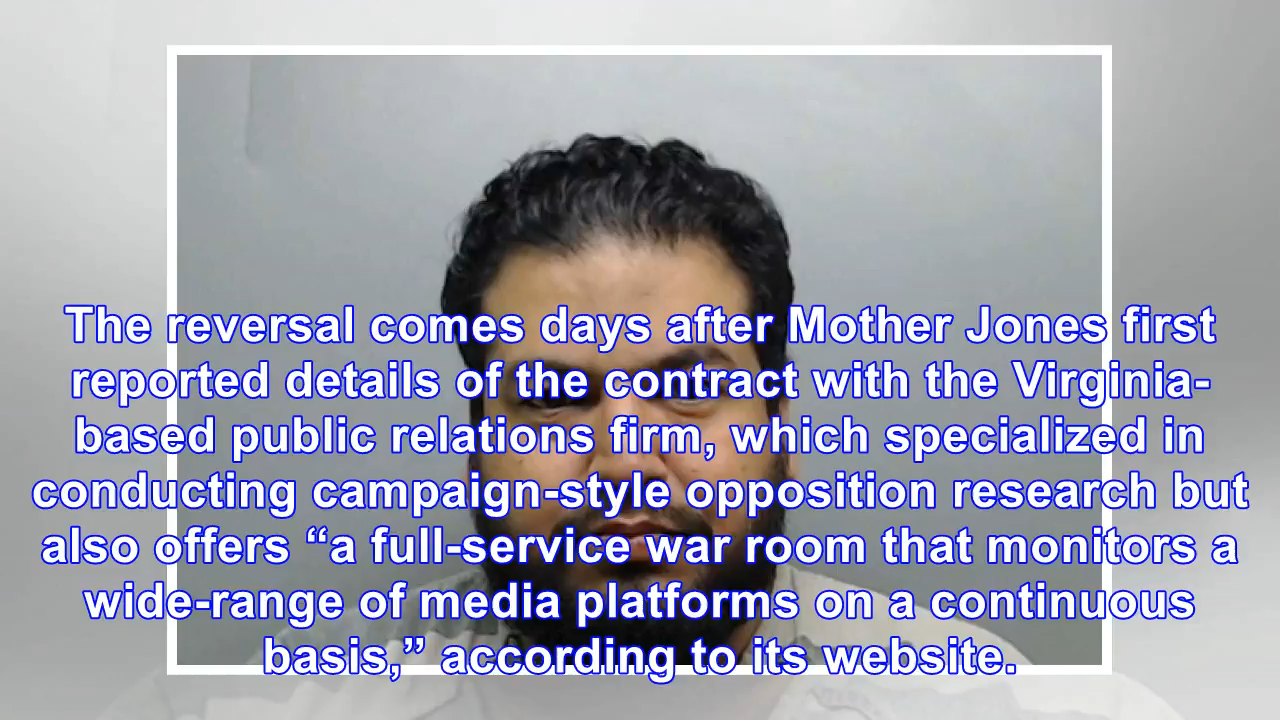 The reversal comes days after Mother Jones first
reported details of the contract with the Virginia-
based public relations firm, which specialized in
conducting campaign-style opposition research but
also offers “a full-service war room that monitors a
wide-range of media platforms on a continuous
basis,” according to its website.